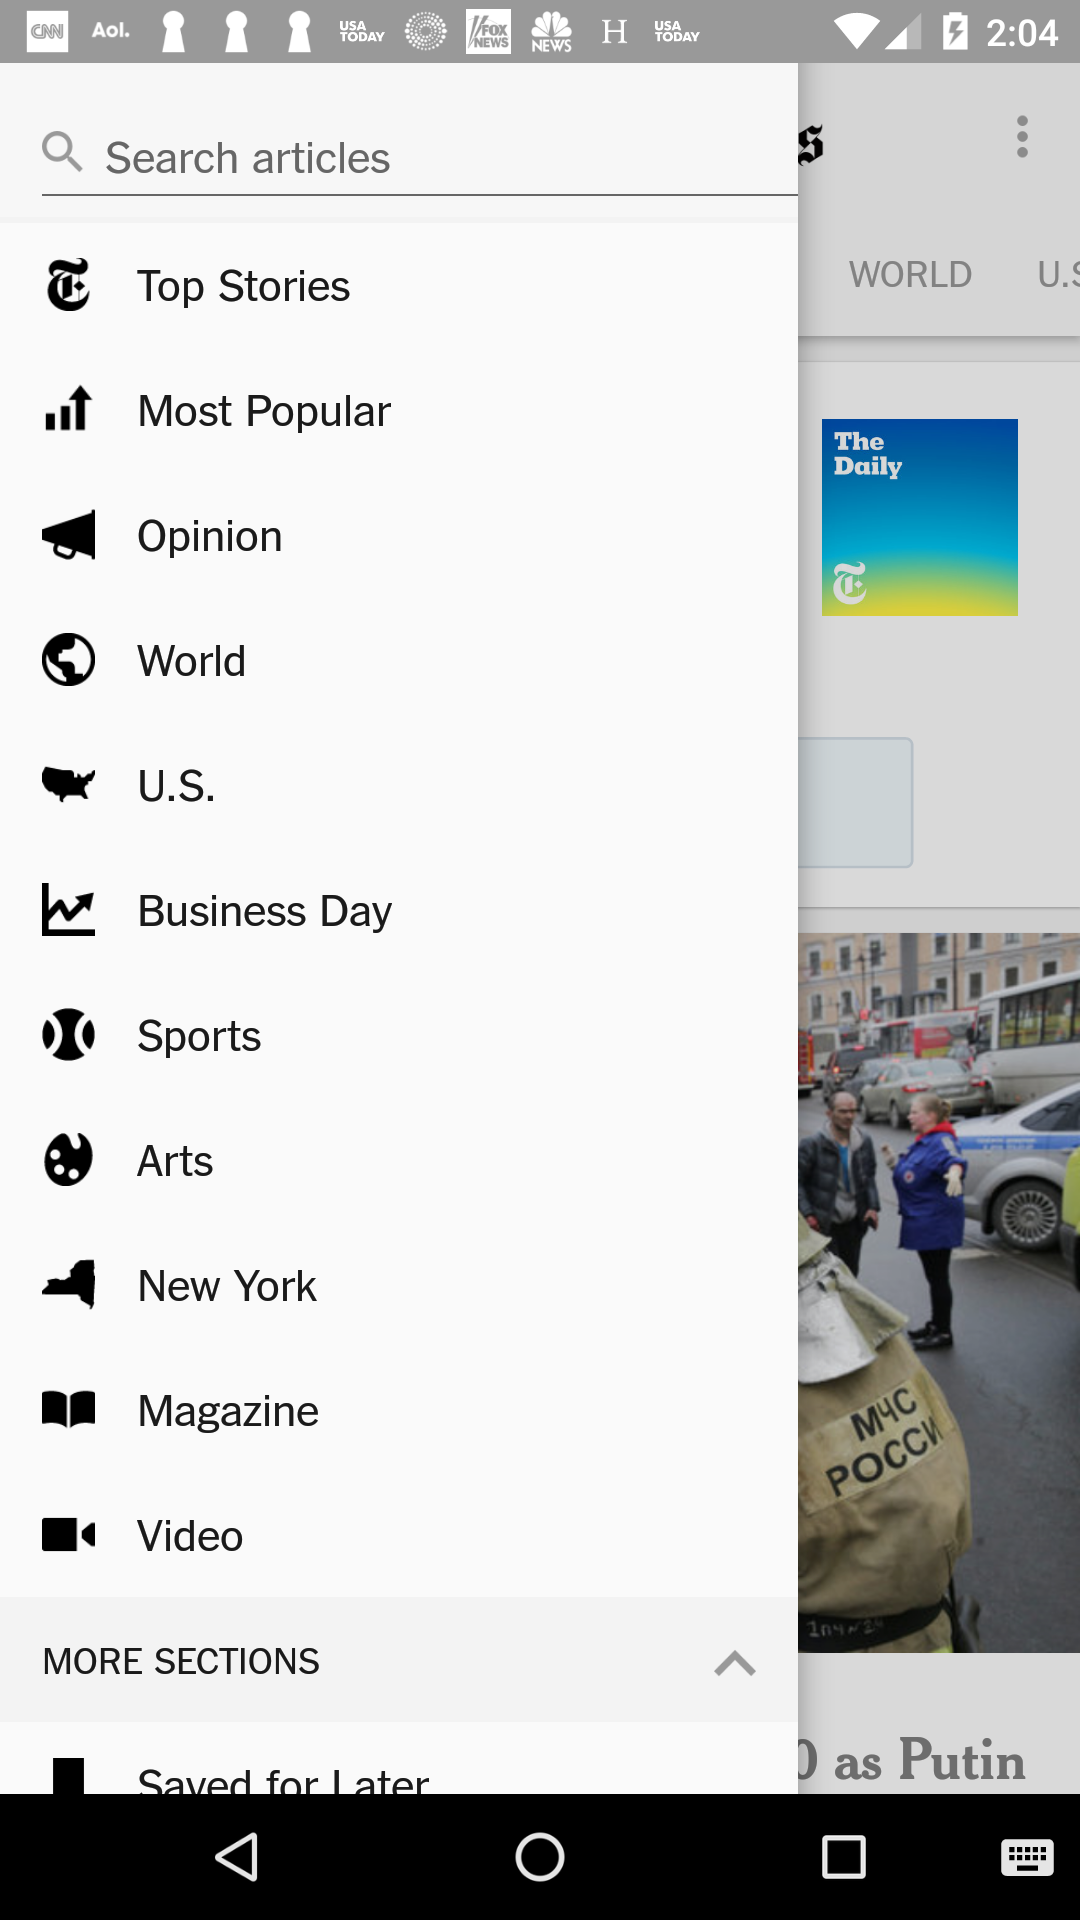 CNN Aol. USA TODAY FOX NEWS NBC NEWS H USA TODAY 2:04
Search articles
s
WORLD U.S
Top Stories
Most Popular
The
Daily
Opinion
World
U.S.
Business Day
Sports
Arts
New York
Magazine
МЧС
РОССИ
Video
MORE SECTIONS
Saved for Later
0 as Putin